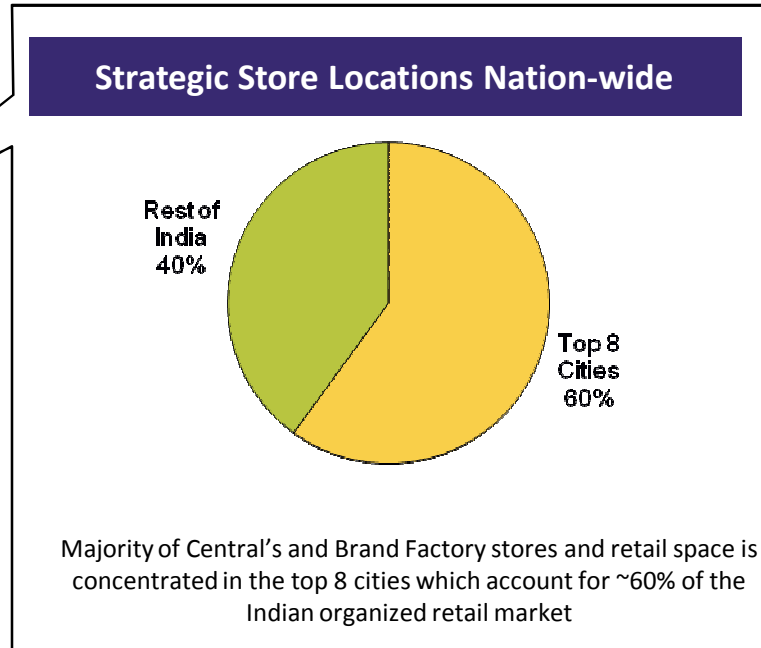 Strategic Store Locations Nation-wide
Rest of
India
40%
Top 8
Cities
60%
Majority of Central’s and Brand Factory stores and retail space is
concentrated in the top 8 cities which account for ~60% of the
Indian organized retail market